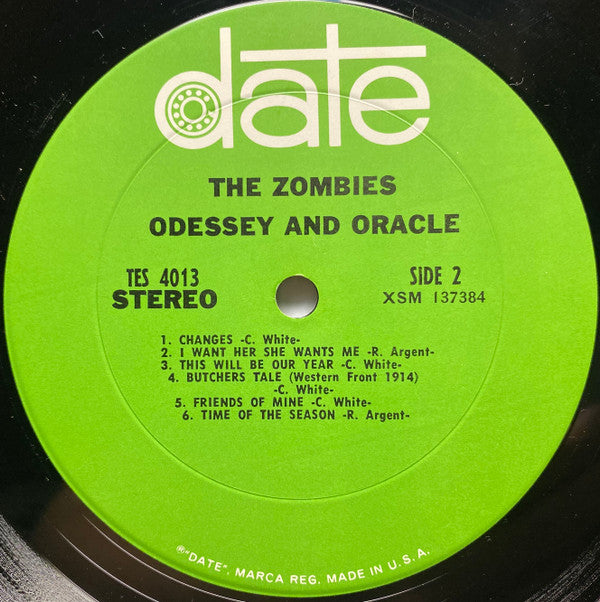 date
THE ZOMBIES
ODESSEY AND ORACLE
TES 4013 SIDE 2
STEREO XSM 137384
1. CHANGES -C. White-
2. I WANT HER SHE WANTS ME -R. Argent-
3. THIS WILL BE OUR YEAR -C. White-
4. BUTCHERS TALE (Western Front 1914)
-C. White-
5. FRIENDS OF MINE -C. White-
6. TIME OF THE SEASON -R. Argent-
®"DATE", MARCA REG. MADE IN U.S.A.